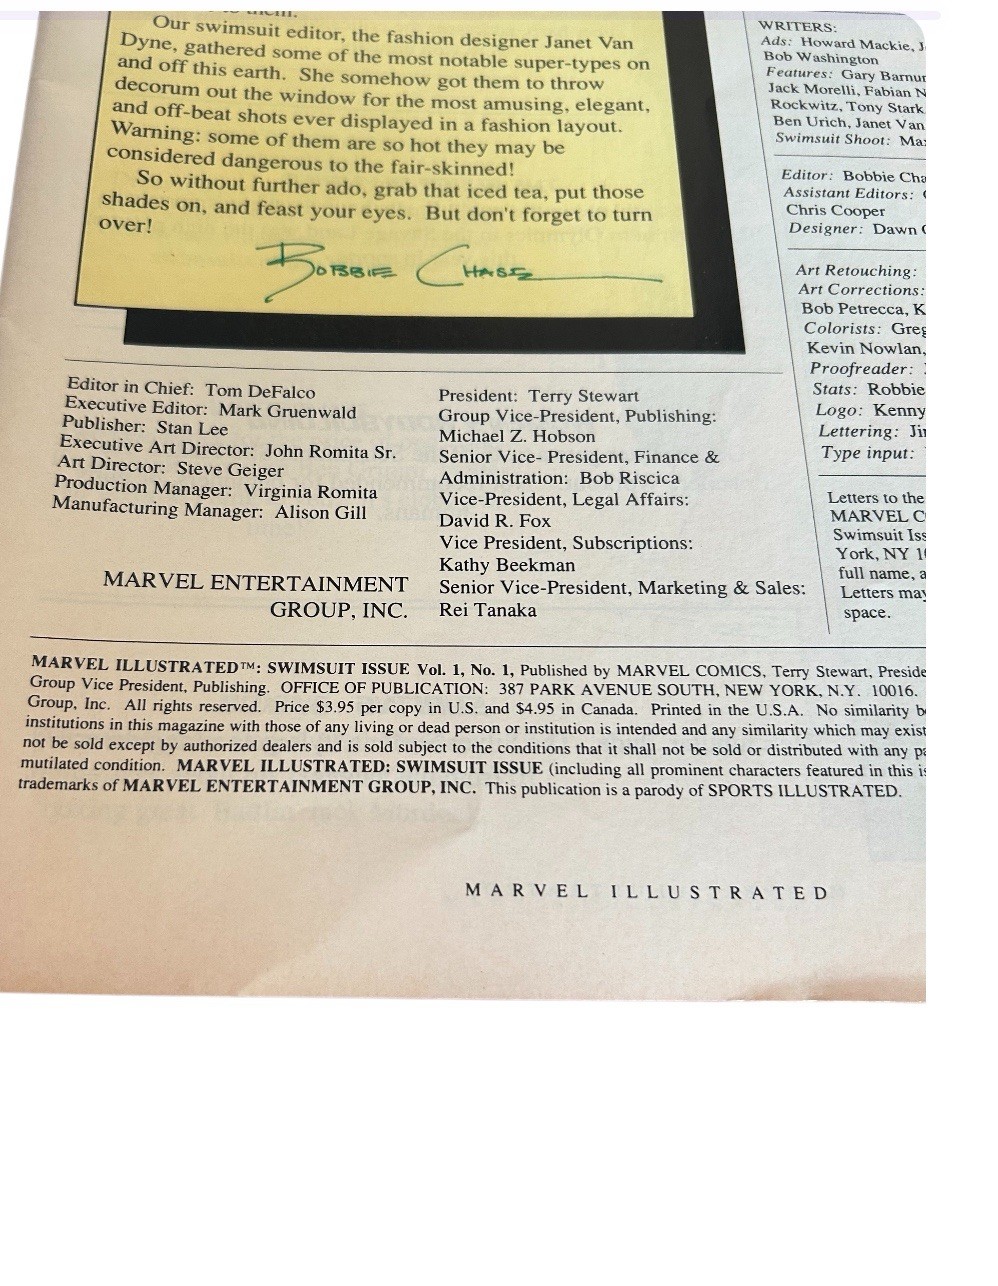 Our swimsuit editor, the fashion designer Janet Van
Dyne, gathered some of the most notable super-types on
and off this earth. She somehow got them to throw
decorum out the window for the most amusing, elegant,
and off-beat shots ever displayed in a fashion layout.
Warning: some of them are so hot they may be
considered dangerous to the fair-skinned!
So without further ado, grab that iced tea, put those
shades on, and feast your eyes. But don't forget to turn
over!
BOBBIE CHASE
Editor in Chief: Tom DeFalco
Executive Editor: Mark Gruenwald
Publisher: Stan Lee
Executive Art Director: John Romita Sr.
Art Director: Steve Geiger
Production Manager: Virginia Romita
Manufacturing Manager: Alison Gill
MARVEL ENTERTAINMENT
GROUP, INC.
President: Terry Stewart
Group Vice-President, Publishing:
Michael Z. Hobson
Senior Vice- President, Finance &
Administration: Bob Riscica
Vice-President, Legal Affairs:
David R. Fox
Vice President, Subscriptions:
Kathy Beekman
Senior Vice-President, Marketing & Sales:
Rei Tanaka
WRITERS:
Ads: Howard Mackie,
Bob Washington
Features: Gary
Jack Morelli, Fabian
Rockwitz, Tony Stark
Ben Urich, Janet Van
Swimsuit Shoot:
Editor: Bobbie
Assistant Editors:
Chris Cooper
Designer: Dawn
Art Retouching:
Art Corrections:
Bob Petrecca,
Colorists:
Kevin Nowlan,
Proofreader:
Stats: Robbie
Logo: Kenny
Lettering:
Type input:
Letters to the
MARVEL
Swimsuit
York, NY
full name,
Letters
space.
MARVEL ILLUSTRATED™: SWIMSUIT ISSUE Vol. 1, No. 1, Published by MARVEL COMICS, Terry Stewart,
Group Vice President, Publishing. OFFICE OF PUBLICATION: 387 PARK AVENUE SOUTH, NEW YORK, N.Y. 10016.
Group, Inc. All rights reserved. Price $3.95 per copy in U.S. and $4.95 in Canada. Printed in the U.S.A. No similarity
institutions in this magazine with those of any living or dead person or institution is intended and any similarity which may exist
not be sold except by authorized dealers and is sold subject to the conditions that it shall not be sold or distributed with any
mutilated condition. MARVEL ILLUSTRATED: SWIMSUIT ISSUE (including all prominent characters featured in this
trademarks of MARVEL ENTERTAINMENT GROUP, INC. This publication is a parody of SPORTS ILLUSTRATED.
MARVEL ILLUSTRATED